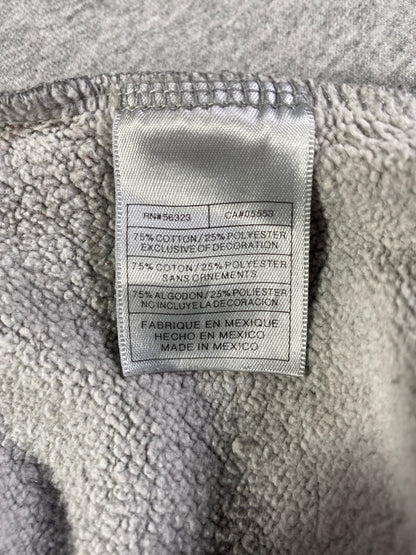 RN#56323 CA#05553
75% COTTON/25% POLYESTER
EXCLUSIVE OF DECORATION
75% COTON/25% POLYESTER
SANS ORNEMENTS
75% ALGODON/25% POLIESTER
NO INCLUYE LA DECORACION
FABRIQUE EN MEXIQUE
HECHO EN MEXICO
MADE IN MEXICO